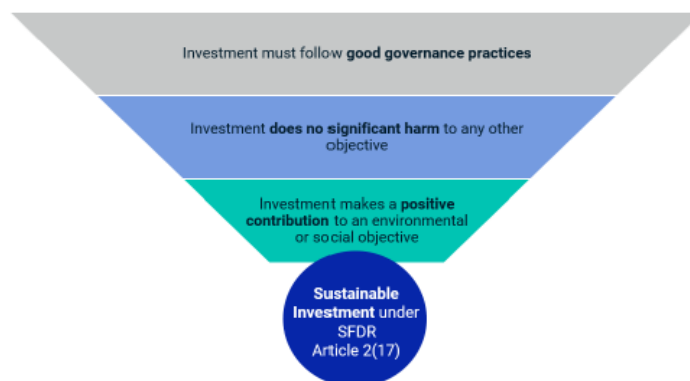 Investment must follow good governance practices
Investment does no significant harm to any other
objective
Investment makes a positive
contribution to an environmental
or social objective
Sustainable
Investment under
SFDR
Article 2(17)